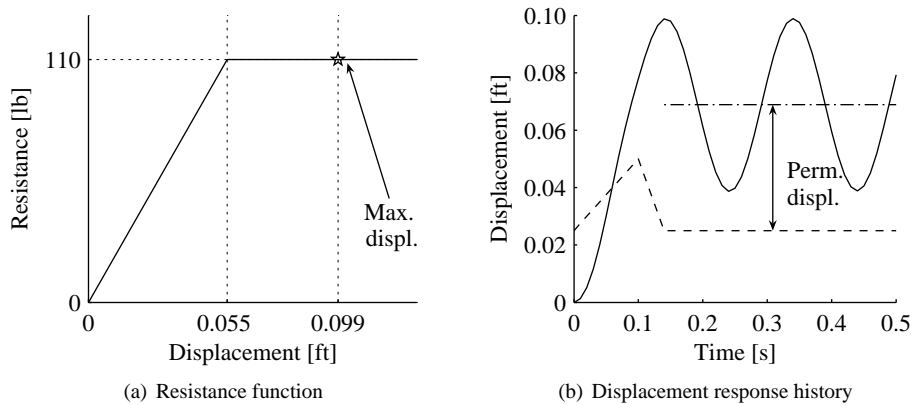 Resistance [lb]
110
0
0
0.055
0.099
Displacement [ft]
Max.
displ.
(a) Resistance function
Displacement [ft]
0.10
0.08
0.06
0.04
0.02
0
0
0.1
0.2
0.3
0.4
0.5
Time [s]
Perm.
displ.
(b) Displacement response history